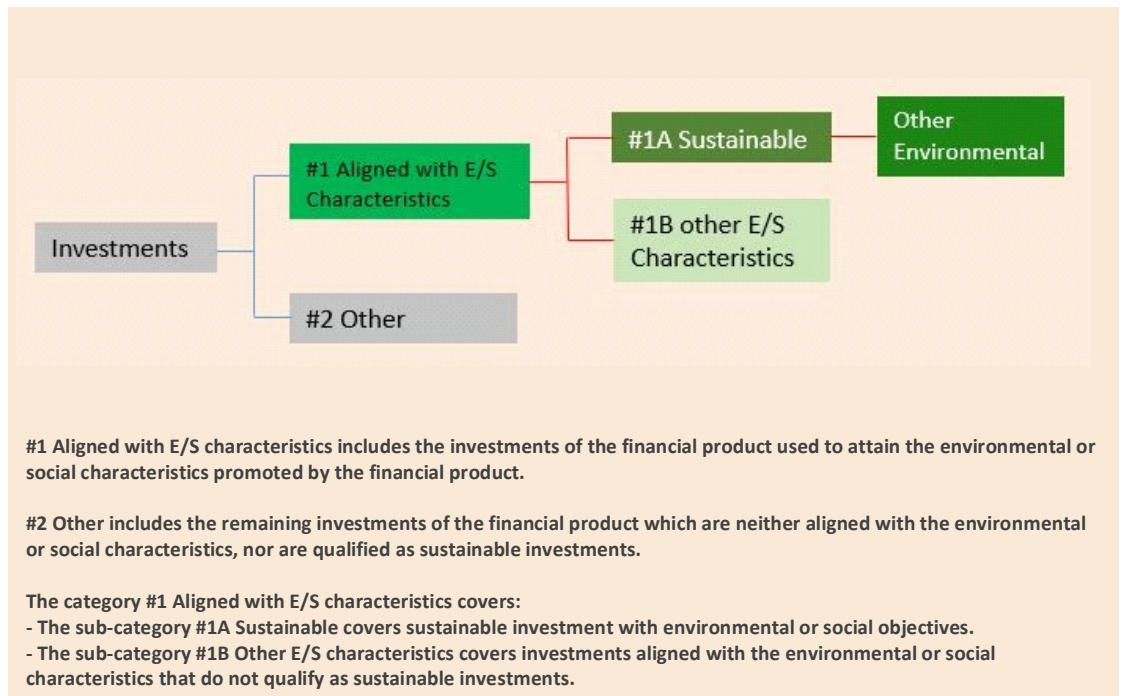 Investments
#1 Aligned with E/S
Characteristics
#2 Other
#1A Sustainable
#1B other E/S
Characteristics
Other
Environmental
#1 Aligned with E/S characteristics includes the investments of the financial product used to attain the environmental or
social characteristics promoted by the financial product.
#2 Other includes the remaining investments of the financial product which are neither aligned with the environmental
or social characteristics, nor are qualified as sustainable investments.
The category #1 Aligned with E/S characteristics covers:
- The sub-category #1A Sustainable covers sustainable investment with environmental or social objectives.
- The sub-category #1B Other E/S characteristics covers investments aligned with the environmental or social
characteristics that do not qualify as sustainable investments.